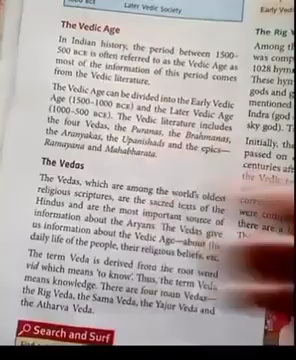 Later Vedic Society
The Vedic Age
In Indian history, the period between 1500–
500 BCE is often referred to as the Vedic Age as
most of the information of this period comes
from the Vedic literature.
The Vedic Age can be divided into the Early Vedic
Age (1500-1000 BCE) and the Later Vedic Age
(1000-500 BCE). The Vedic literature includes
the four Vedas, the Puranas, the Brahmanas,
the Aranyakas, the Upanishads and the epics—
Ramayana and Mahabharata.
The Vedas
The Vedas, which are among the world's oldest
religious scriptures, are the sacred texts of the
Hindus and are the most important source of
information about the Aryans. The Vedas give
us information about the Vedic Age—about the
daily life of the people, their religious beliefs, etc.
The term Veda is derived from the root word
vid which means 'to know'. Thus, the term Veda
means knowledge. There are four main Vedas—
the Rig Veda, the Sama Veda, the Yajur Veda and
the Atharva Veda.
Search and Surf
Early
The Rig
Among
was comp
1028 hym
These hym
gods and
mentioned
Indra (god
sky god).
Initially, the
passed on
centuries
the Vedic
were
there are